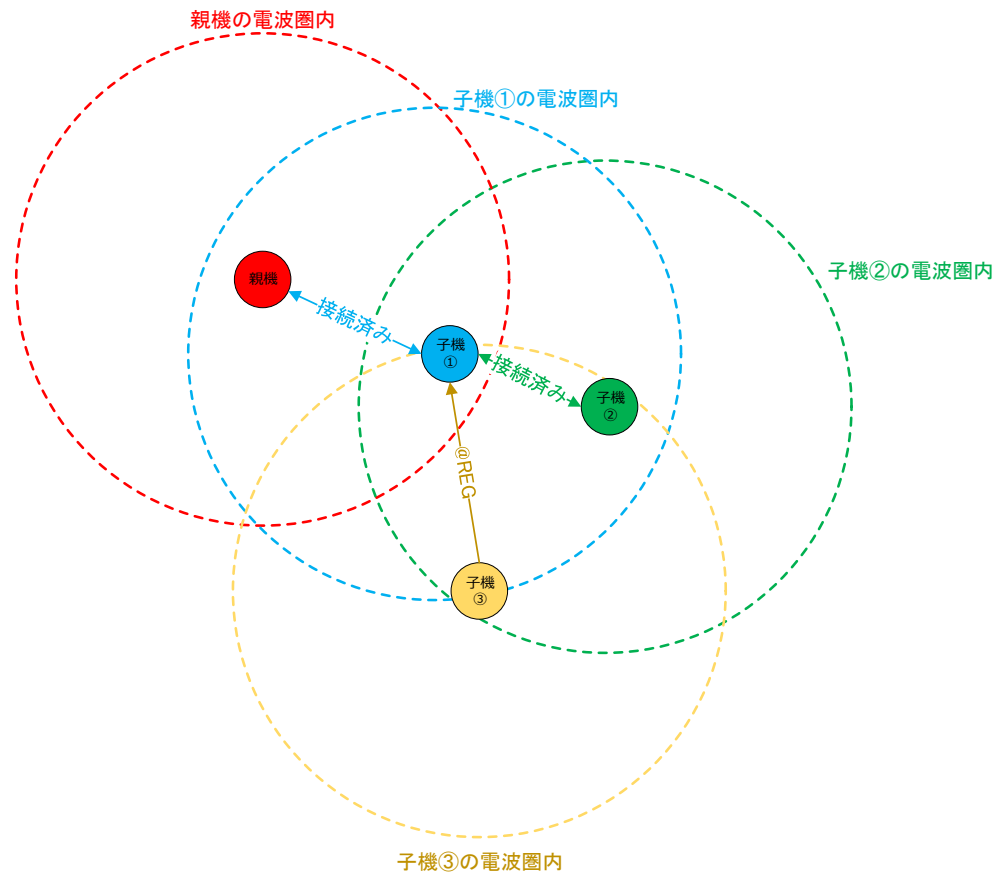 親機の電波圏内
子機①の電波圏内
子機②の電波圏内
親機
接続済み
子機
①
接続済み
子機
②
@REG
子機
③
子機③の電波圏内